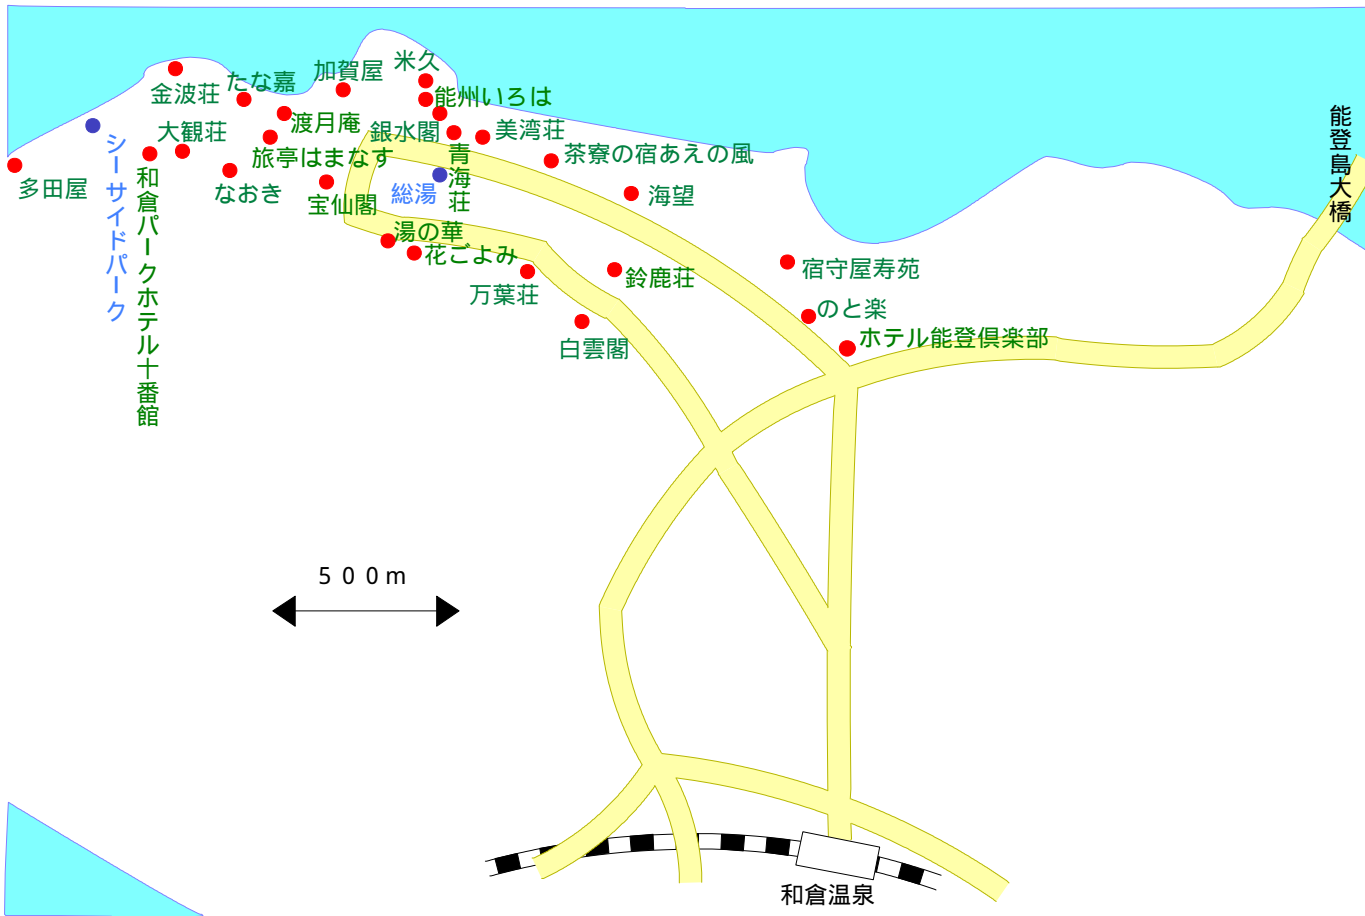 米久
加賀屋
たな嘉
金波荘
能州いろは
渡月庵
銀水閣
美湾荘
大観荘
能登島大橋
シーサイドパーク
旅亭はまなす
青海荘
茶寮の宿あえの風
和倉パークホテル十番館
多田屋
なおき
宝仙閣
総湯
海望
湯の華
花ごよみ
宿守屋寿苑
鈴鹿荘
万葉荘
のと楽
ホテル能登倶楽部
白雲閣
500m
和倉温泉